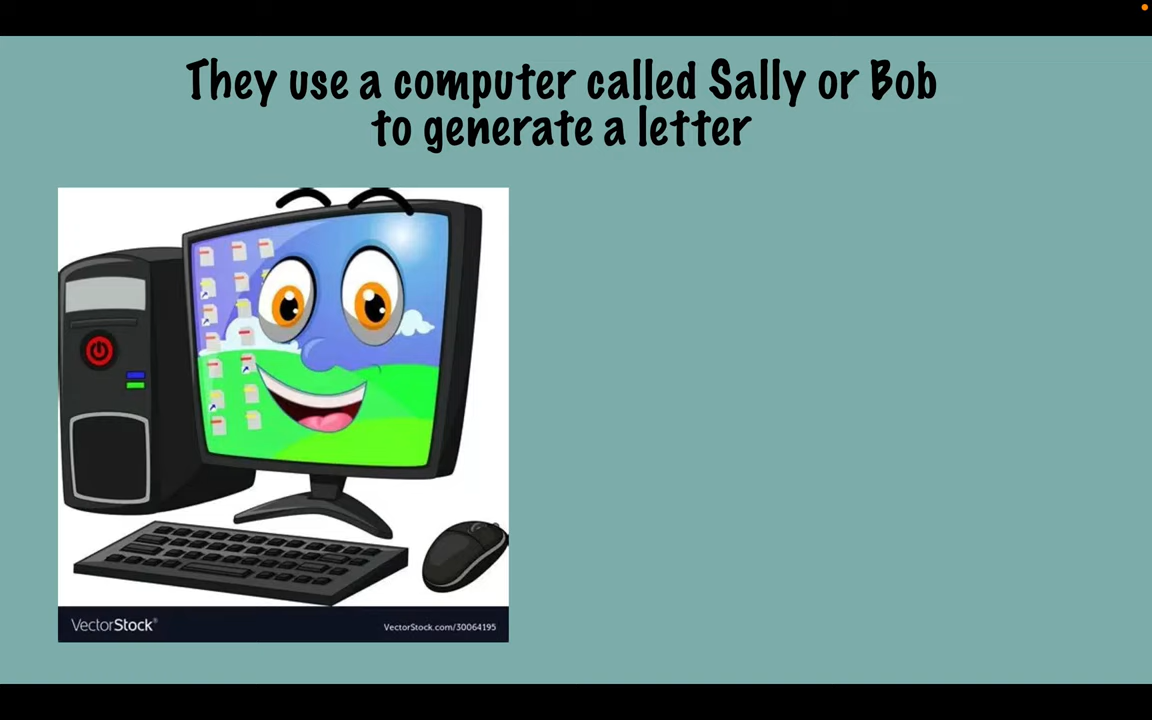 They use a computer called Sally or Bob
to generate a letter
VectorStock®
VectorStock.com/30064195